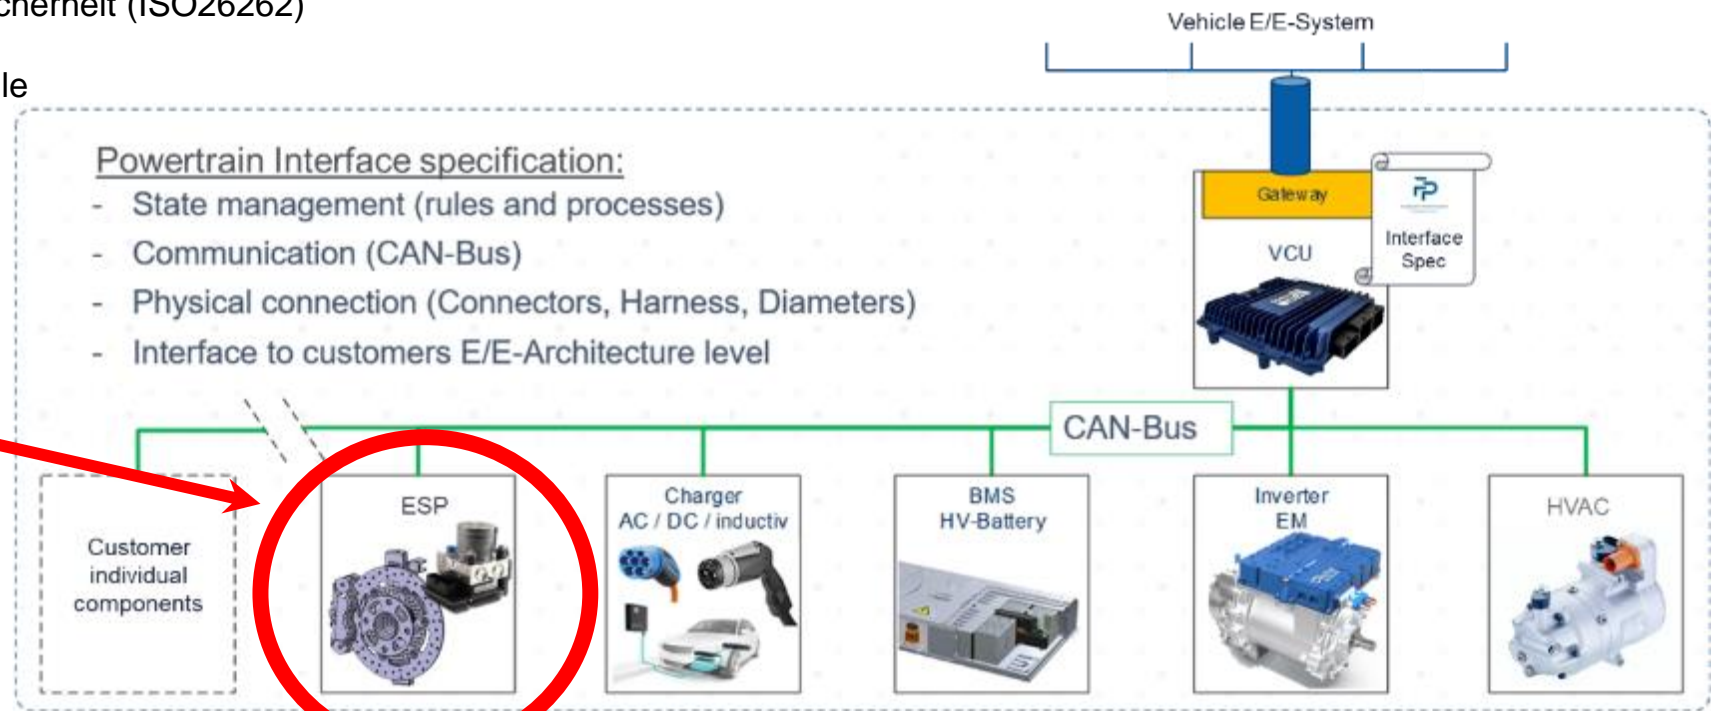 cherheit (ISO26262)
le
Vehicle E/E-System
Powertrain Interface specification:
- State management (rules and processes)
- Communication (CAN-Bus)
- Physical connection (Connectors, Harness, Diameters)
- Interface to customers E/E-Architecture level
Gateway
VCU
Interface
Spec
CAN-Bus
Customer
individual
components
ESP
Charger
AC / DC / inductiv
BMS
HV-Battery
Inverter
EM
HVAC